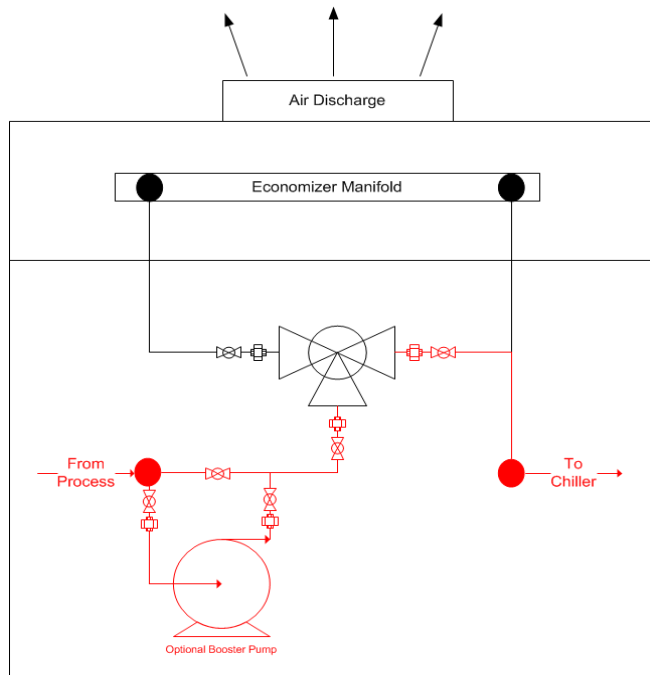 Air Discharge
Economizer Manifold
From
Process
To
Chiller
Optional Booster Pump